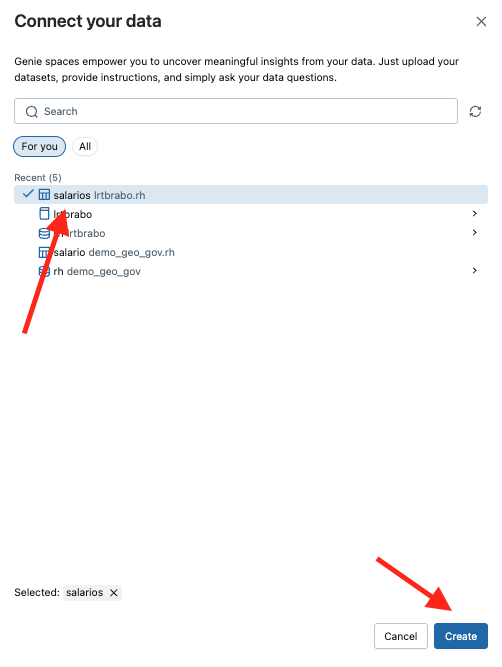 Connect your data
Genie spaces empower you to uncover meaningful insights from your data. Just upload your
datasets, provide instructions, and simply ask your data questions.
Search
For you
All
Recent (5)
salarios lrtbrabo.rh
lrtbrabo
lrtbrabo
salario demo_geo_gov.rh
rh demo_geo_gov
Selected: salarios
Cancel
Create